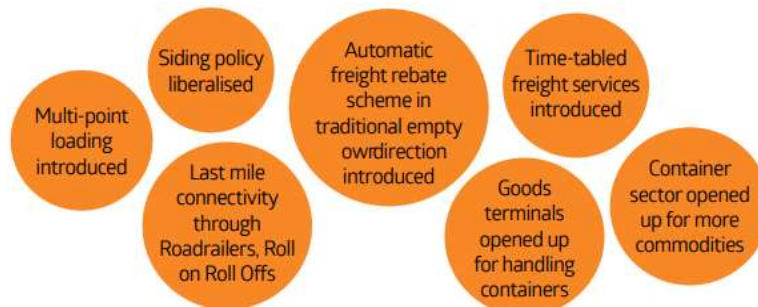 Multi-point
loading
introduced
Siding policy
liberalised
Last mile
connectivity
through
Roadrailers, Roll
on Roll Offs
Automatic
freight rebate
scheme in
traditional empty
owrdirection
introduced
Time-tabled
freight services
introduced
Goods
terminals
opened up
for handling
containers
Container
sector opened
up for more
commodities